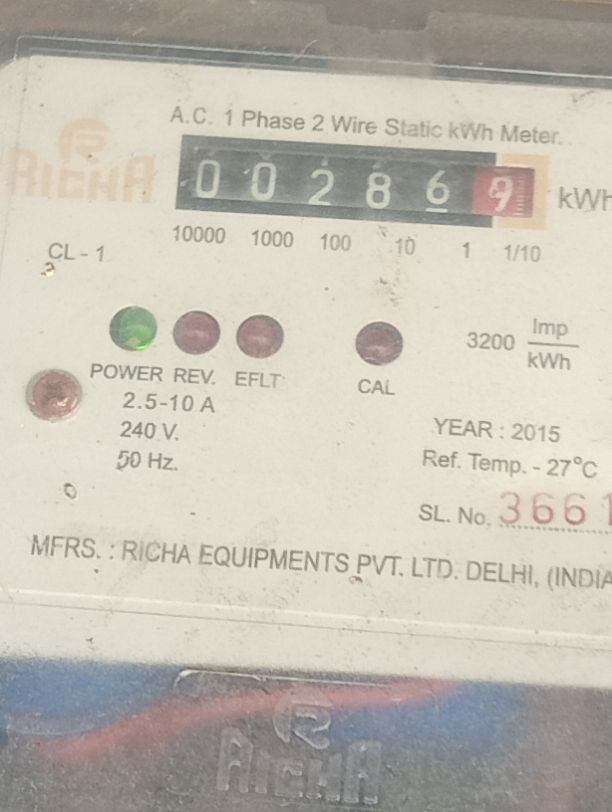 A.C. 1 Phase 2 Wire Static kWh Meter.
RICHA
0 0 2 8 6 9 kWh
10000 1000 100 10 1 1/10
CL - 1
3200 Imp
kWh
POWER REV. EFLT CAL
2.5-10 A
240 V.
50 Hz.
YEAR : 2015
Ref. Temp. - 27°C
SL. No. 3661
MFRS. : RICHA EQUIPMENTS PVT. LTD. DELHI, (INDIA
RICHA